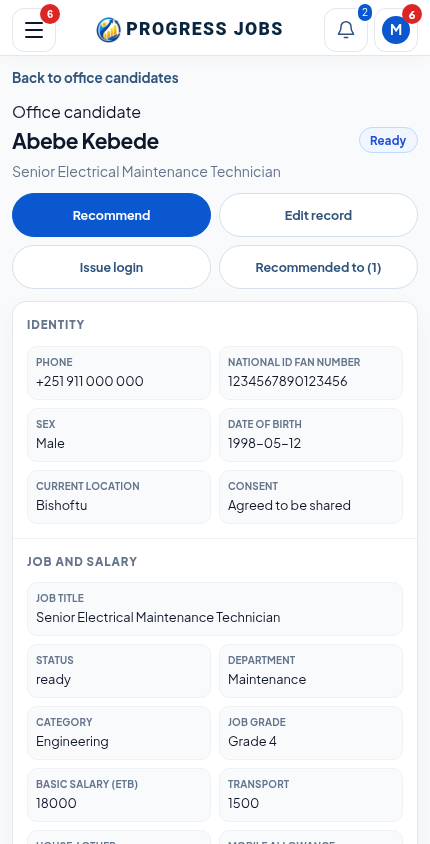 6
PROGRESS JOBS
2
M
6
Back to office candidates
Office candidate
Abebe Kebede
Ready
Senior Electrical Maintenance Technician
Recommend
Edit record
Issue login
Recommended to (1)
IDENTITY
PHONE
+251 911 000 000
NATIONAL ID FAN NUMBER
1234567890123456
SEX
Male
DATE OF BIRTH
1998-05-12
CURRENT LOCATION
Bishoftu
CONSENT
Agreed to be shared
JOB AND SALARY
JOB TITLE
Senior Electrical Maintenance Technician
STATUS
ready
DEPARTMENT
Maintenance
CATEGORY
Engineering
JOB GRADE
Grade 4
BASIC SALARY (ETB)
18000
TRANSPORT
1500